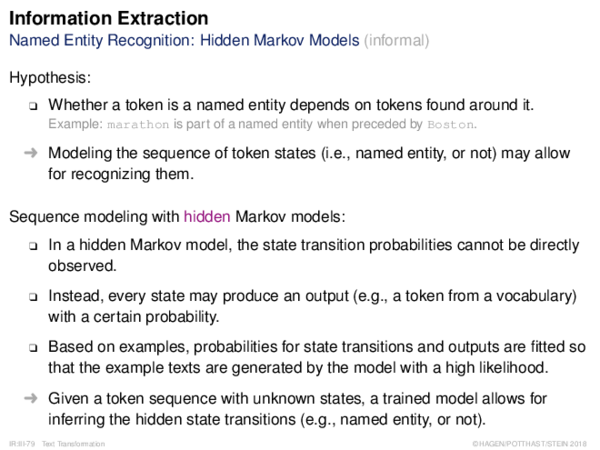 Information Extraction
Named Entity Recognition: Hidden Markov Models (informal)
Hypothesis:
❑ Whether a token is a named entity depends on tokens found around it.
Example: marathon is part of a named entity when preceded by Boston.
➜ Modeling the sequence of token states (i.e., named entity, or not) may allow
for recognizing them.
Sequence modeling with hidden Markov models:
❑ In a hidden Markov model, the state transition probabilities cannot be directly
observed.
❑ Instead, every state may produce an output (e.g., a token from a vocabulary)
with a certain probability.
❑ Based on examples, probabilities for state transitions and outputs are fitted so
that the example texts are generated by the model with a high likelihood.
➜ Given a token sequence with unknown states, a trained model allows for
inferring the hidden state transitions (e.g., named entity, or not).
IR:III-79 Text Transformation ©HAGEN/POTTHAST/STEIN 2018